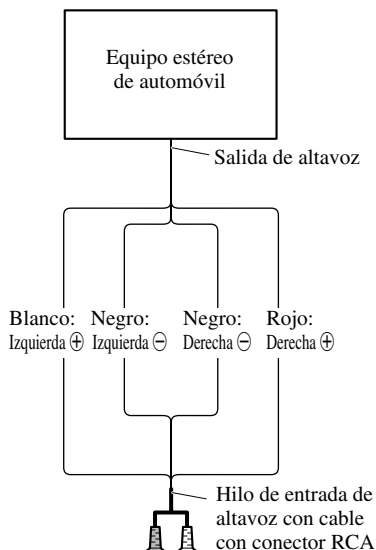 Equipo estéreo
de automóvil
Salida de altavoz
Blanco: Negro: Negro: Rojo:
Izquierda ⊕ Izquierda ⊖ Derecha ⊖ Derecha ⊕
Hilo de entrada de
altavoz con cable
con conector RCA